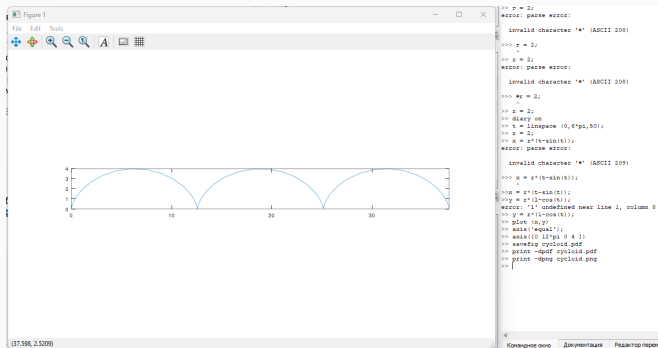 Figure 1
File Edit Tools
A
4
3
2
1
0
0 10 20 30
(37.598, 2.5209)
>> r = 2;
error: parse error:
invalid character '�' (ASCII 208)
>>> r = 2;
^
>> r = 2;
error: parse error:
invalid character '�' (ASCII 208)
>>> �r = 2;
^
>> r = 2;
>> diary on
>> t = linspace (0,6*pi,50);
>> r = 2;
>> x = r*(t-sin(t));
error: parse error:
invalid character '�' (ASCII 209)
>>> x = r*(t-sin(t));
^
>>x = r*(t-sin(t));
>>y = r*(l-cos(t));
error: 'l' undefined near line 1, column 8
>> y = r*(1-cos(t));
>> plot (x,y)
>> axis('equal');
>> axis([0 12*pi 0 4 ])
>> savefig cycloid.pdf
>> print -dpdf cycloid.pdf
>> print -dpng cycloid.png
>>
Командное окно Документация Редактор перем